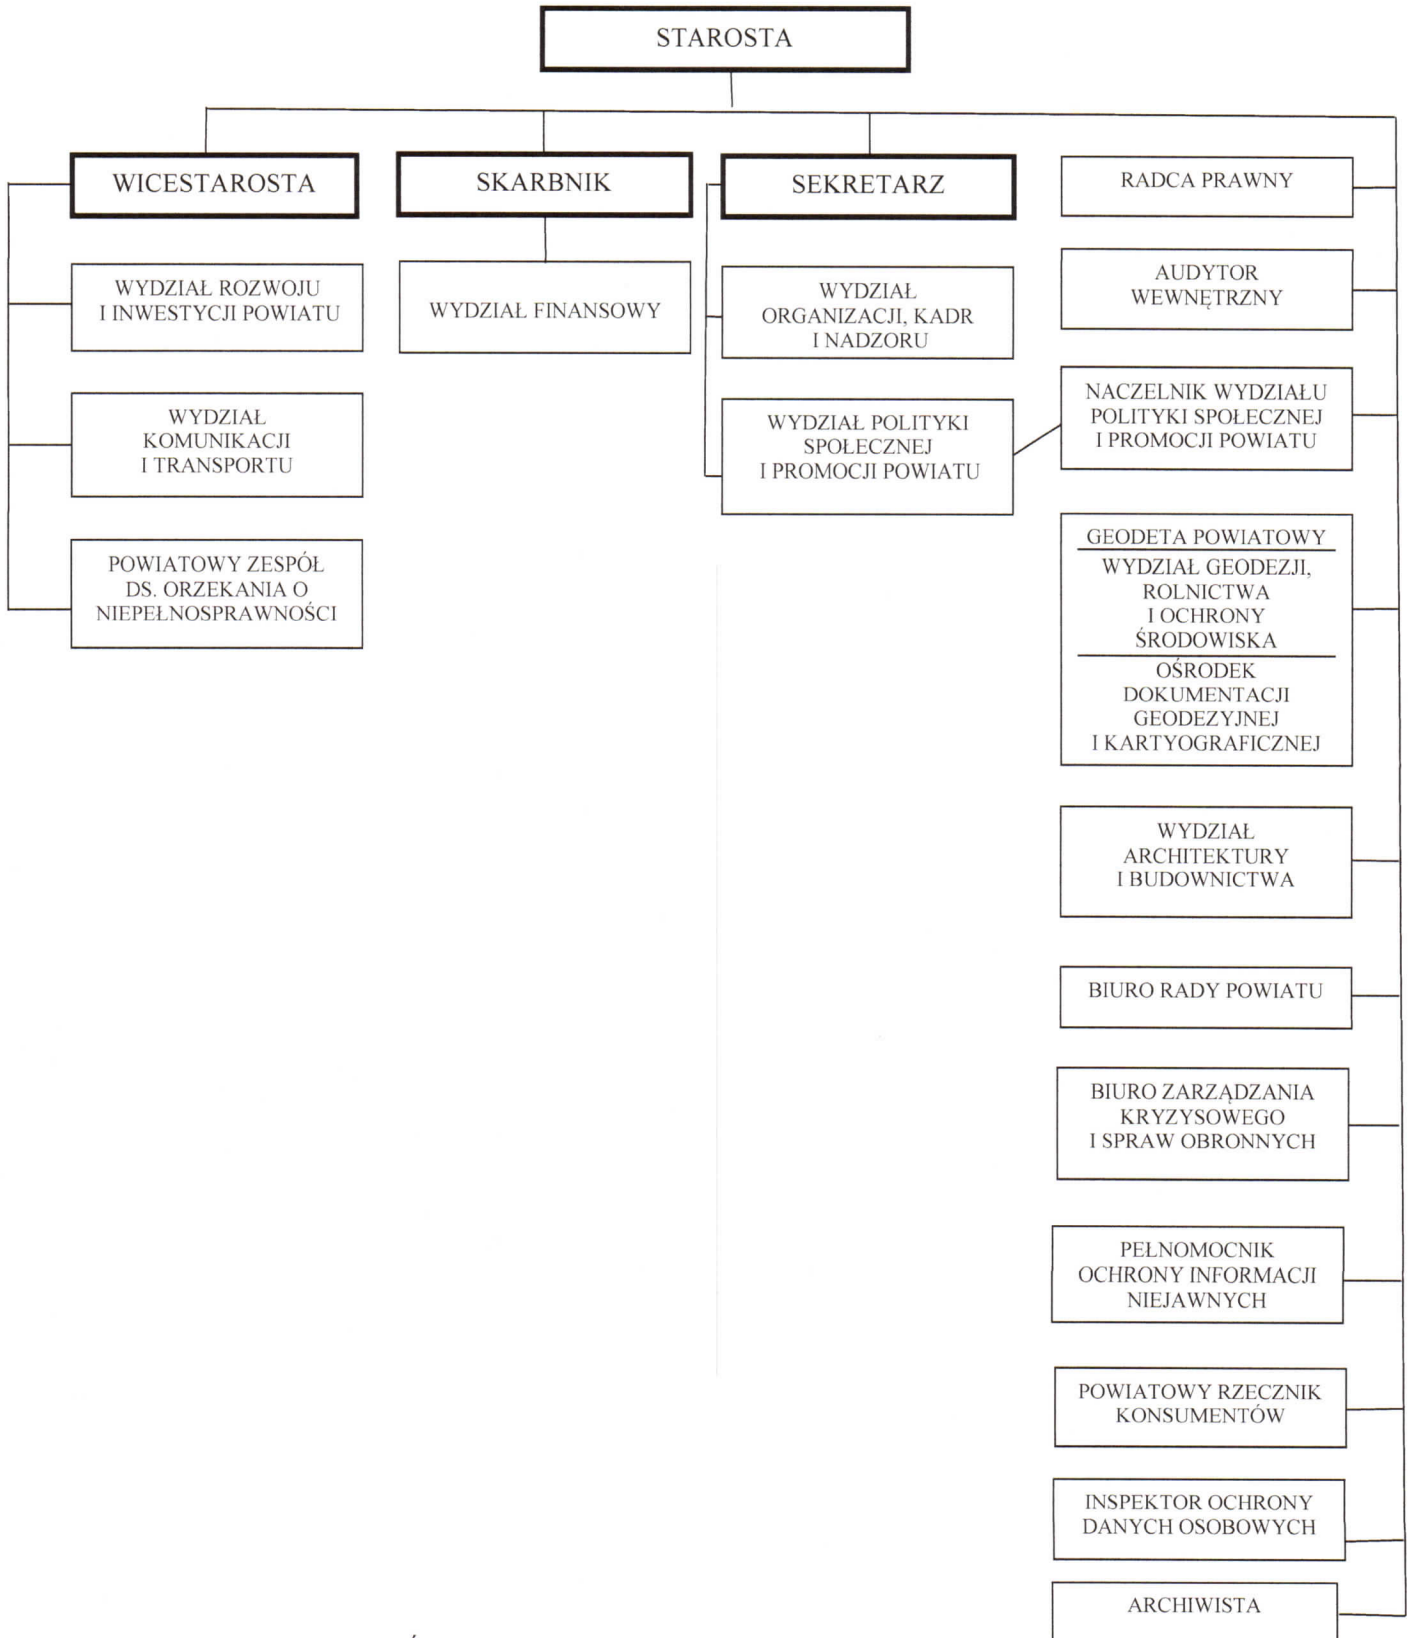 STAROSTA
WICESTAROSTA
SKARBNIK
SEKRETARZ
RADCA PRAWNY
WYDZIAŁ ROZWOJU
I INWESTYCJI POWIATU
WYDZIAŁ FINANSOWY
WYDZIAŁ
ORGANIZACJI, KADR
I NADZORU
AUDYTOR
WEWNĘTRZNY
WYDZIAŁ
KOMUNIKACJI
I TRANSPORTU
WYDZIAŁ POLITYKI
SPOŁECZNEJ
I PROMOCJI POWIATU
NACZELNIK WYDZIAŁU
POLITYKI SPOŁECZNEJ
I PROMOCJI POWIATU
POWIATOWY ZESPÓŁ
DS. ORZEKANIA O
NIEPEŁNOSPRAWNOŚCI
GEODETA POWIATOWY
WYDZIAŁ GEODEZJI,
ROLNICTWA
I OCHRONY
ŚRODOWISKA
OŚRODEK
DOKUMENTACJI
GEODEZYJNEJ
I KARTYOGRAFICZNEJ
WYDZIAŁ
ARCHITEKTURY
I BUDOWNICTWA
BIURO RADY POWIATU
BIURO ZARZĄDZANIA
KRYZYSOWEGO
I SPRAW OBRONNYCH
PEŁNOMOCNIK
OCHRONY INFORMACJI
NIEJAWNYCH
POWIATOWY RZECZNIK
KONSUMENTÓW
INSPEKTOR OCHRONY
DANYCH OSOBOWYCH
ARCHIWISTA